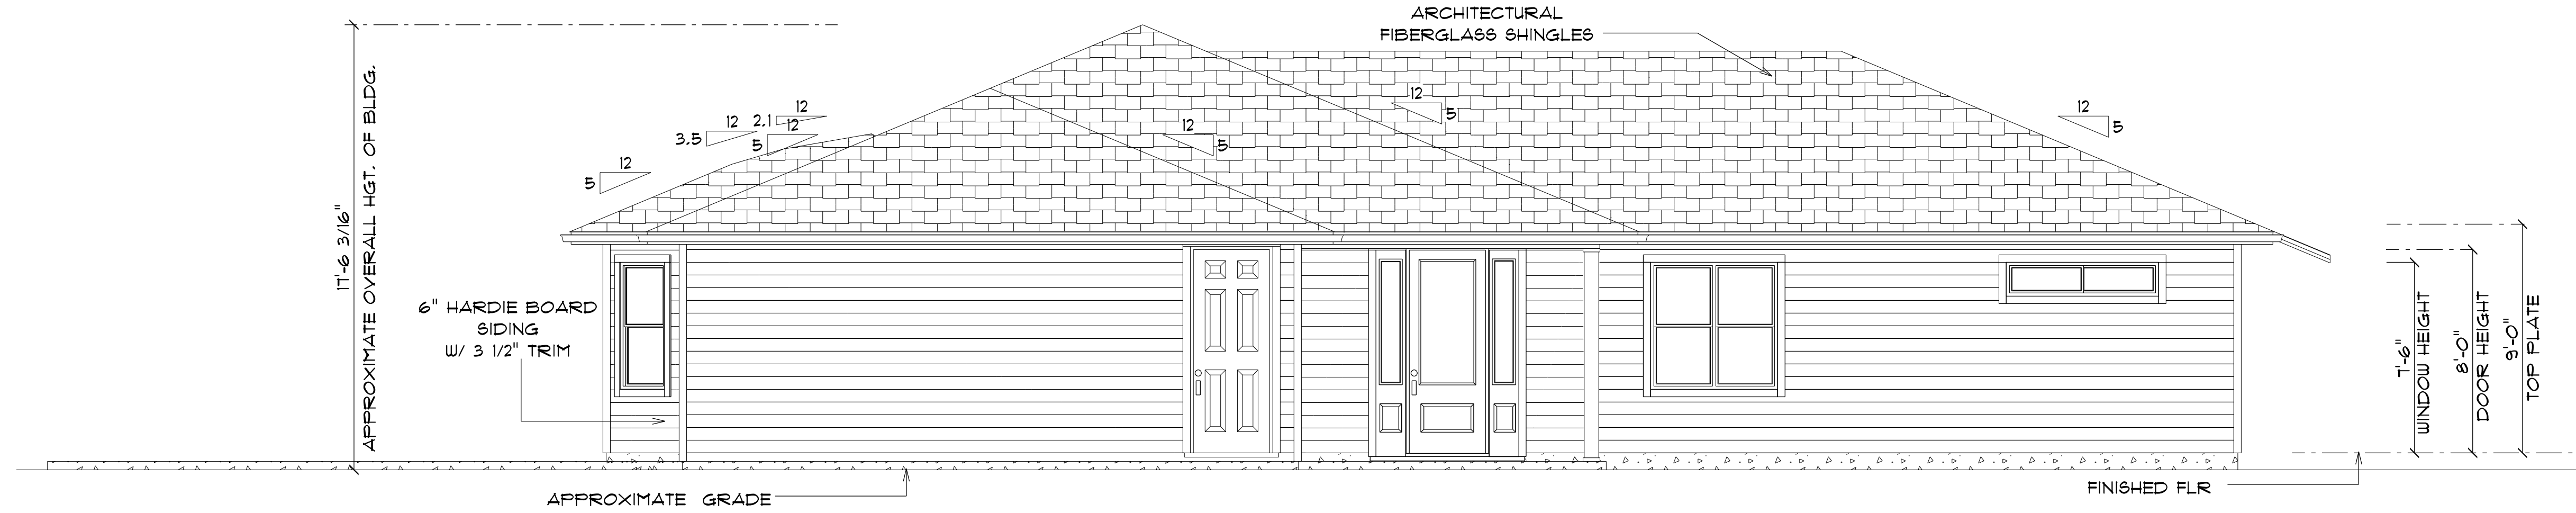 ARCHITECTURAL
FIBERGLASS SHINGLES
12
5
12
3.5
12
2.1
12
5
12
5
12
5
12
5
17'-6 3/16"
APPROXIMATE OVERALL HGT. OF BLDG.
6" HARDIE BOARD
SIDING
W/ 3 1/2" TRIM
7'-6"
WINDOW HEIGHT
8'-0"
DOOR HEIGHT
9'-0"
TOP PLATE
APPROXIMATE GRADE
FINISHED FLR